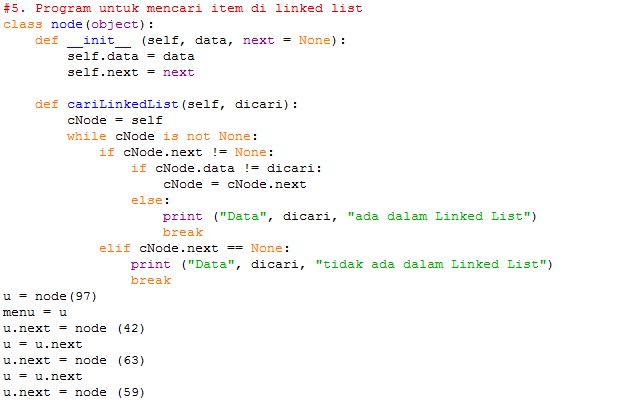 #5. Program untuk mencari item di linked list
class node(object):
    def __init__ (self, data, next = None):
        self.data = data
        self.next = next

    def cariLinkedList(self, dicari):
        cNode = self
        while cNode is not None:
            if cNode.next != None:
                if cNode.data != dicari:
                    cNode = cNode.next
                else:
                    print ("Data", dicari, "ada dalam Linked List")
                    break
            elif cNode.next == None:
                print ("Data", dicari, "tidak ada dalam Linked List")
                break
u = node(97)
menu = u
u.next = node (42)
u = u.next
u.next = node (63)
u = u.next
u.next = node (59)